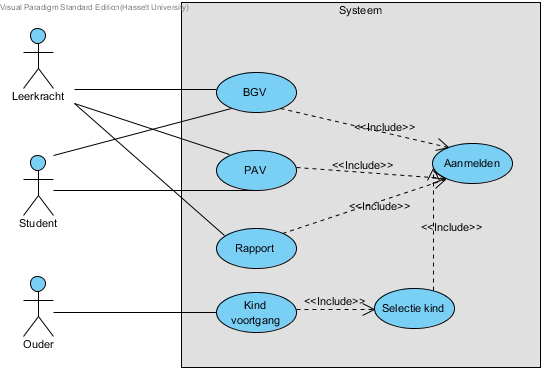 Visual Paradigm Standard Edition(Hasselt University)
Systeem
Leerkracht
BGV
<<Include>>
Aanmelden
PAV
<<Include>>
Student
<<Include>>
<<Include>>
Rapport
Kind
voortgang
<<Include>>
Selectie kind
Ouder